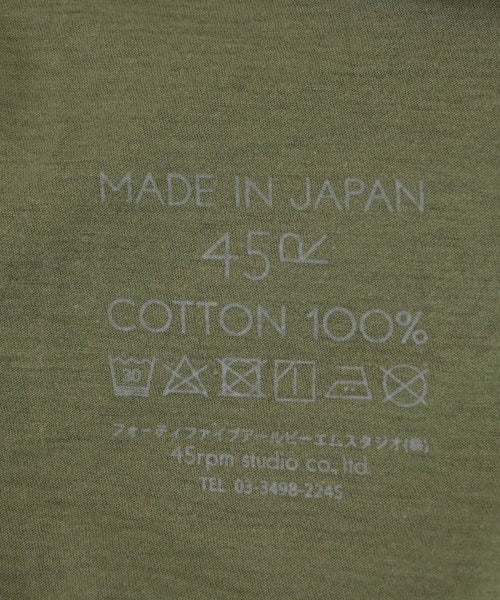 MADE IN JAPAN
45R
COTTON 100%
30
フォーティファイブアールピーエムスタジオ(株)
45rpm studio co., ltd.
TEL 03-3498-2245